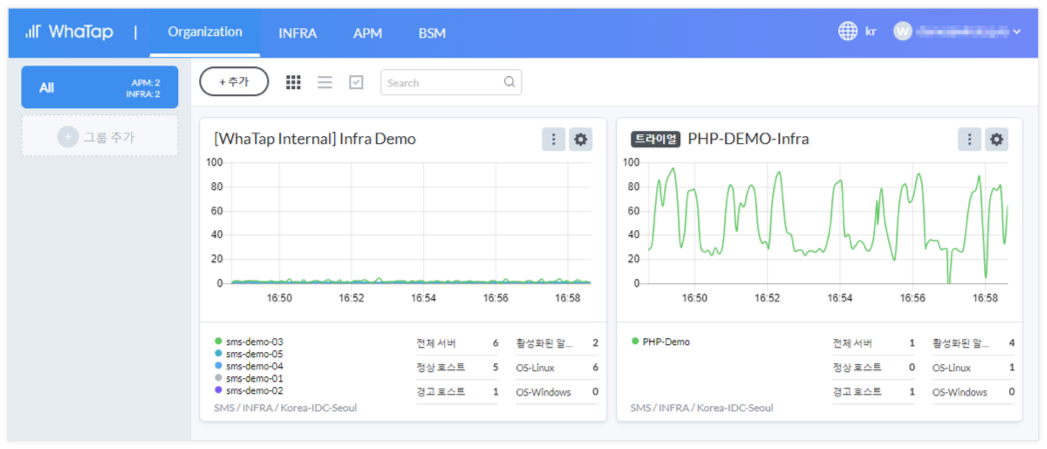 WhaTap | Organization INFRA APM BSM kr W
All APM: 2
INFRA: 2
+ 그룹 추가
+ 추가 Search
[WhaTap Internal] Infra Demo
100
80
60
40
20
0
16:50 16:52 16:54 16:56 16:58
sms-demo-03
sms-demo-05
sms-demo-04
sms-demo-01
sms-demo-02
전체 서버 6 활성화된 알... 2
정상 호스트 5 OS-Linux 6
경고 호스트 1 OS-Windows 0
SMS / INFRA / Korea-IDC-Seoul
트라이얼 PHP-DEMO-Infra
100
80
60
40
20
0
16:50 16:52 16:54 16:56 16:58
PHP-Demo
전체 서버 1 활성화된 알... 4
정상 호스트 0 OS-Linux 1
경고 호스트 1 OS-Windows 0
SMS / INFRA / Korea-IDC-Seoul